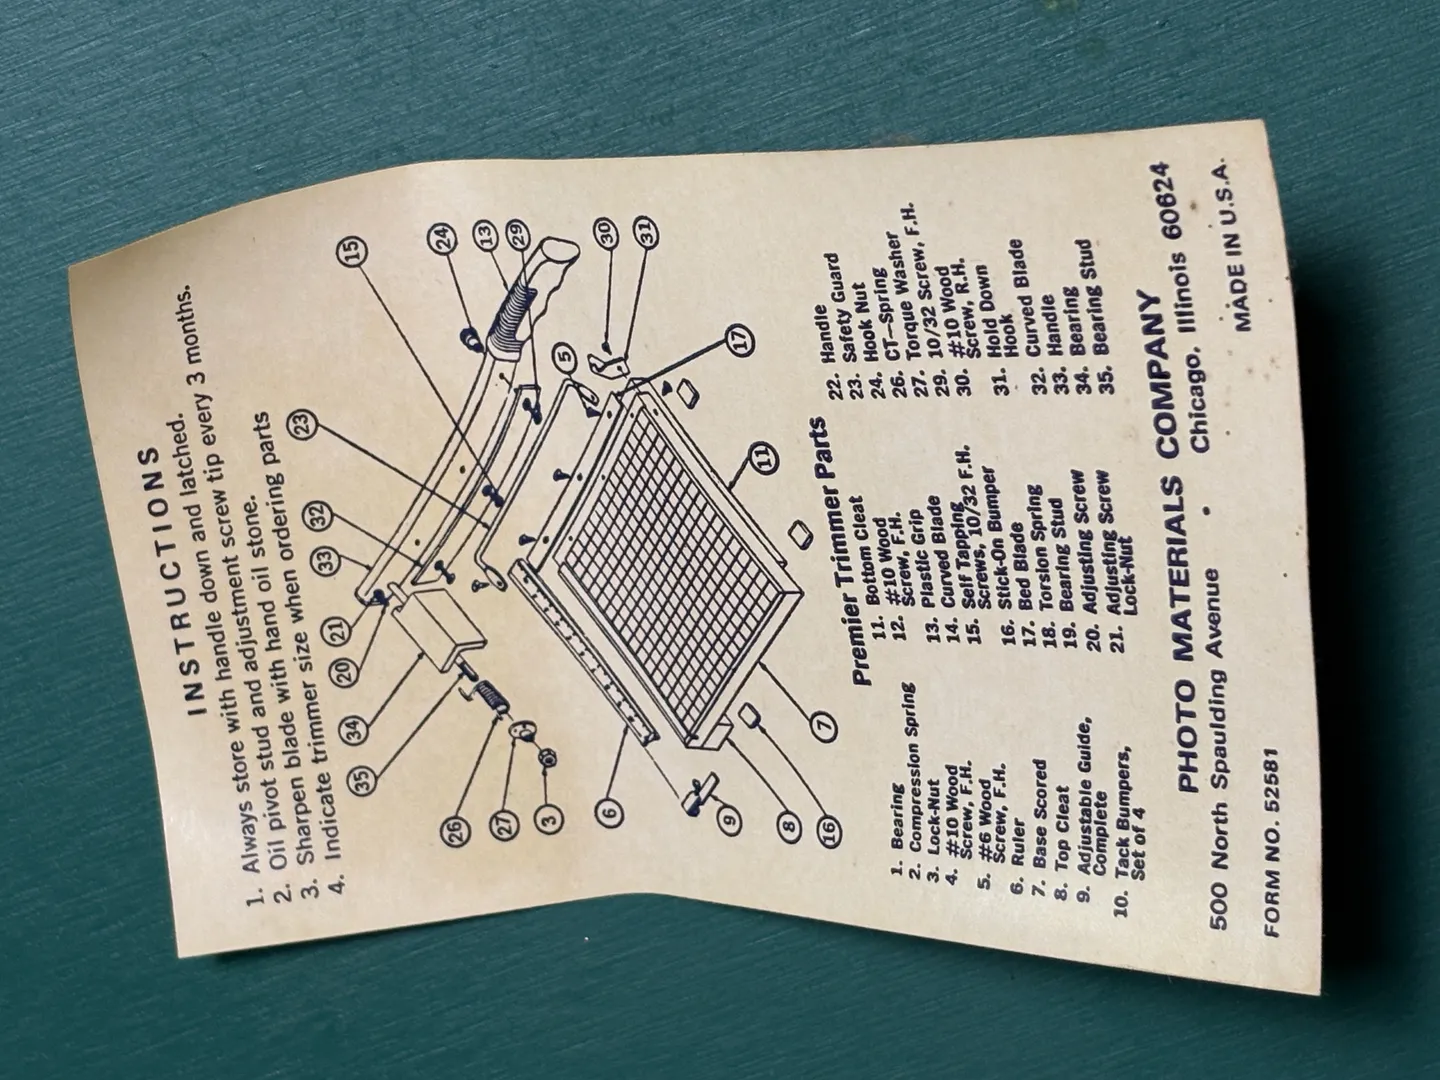 INSTRUCTIONS
1. Always store with handle down and latched.
2. Oil pivot stud and adjustment screw tip every 3 months.
3. Sharpen blade with hand oil stone.
4. Indicate trimmer size when ordering parts
15
24
13
29
30
31
23
5
17
32
33
21
20
11
34
35
26
27
3
6
9
8
16
7
Premier Trimmer Parts
1. Bearing
2. Compression Spring
3. Lock-Nut
4. #10 Wood
Screw, F.H.
5. #6 Wood
Screw, F.H.
6. Ruler
7. Base Scored
8. Top Cleat
9. Adjustable Guide,
Complete
10. Tack Bumpers,
Set of 4
11. Bottom Cleat
12. #10 Wood
Screw, F.H.
13. Plastic Grip
14. Curved Blade
15. Self Tapping
Screws, 10/32 F.H.
16. Stick-On Bumper
17. Bed Blade
18. Torsion Spring
19. Bearing Stud
20. Adjusting Screw
21. Adjusting Screw
Lock-Nut
22. Handle
23. Safety Guard
24. Hook Nut
26. CT-Spring
27. Torque Washer
29. 10/32 Screw, F.H.
30. #10 Wood
Screw, R.H.
31. Hold Down
Hook
32. Curved Blade
33. Handle
34. Bearing
35. Bearing Stud
PHOTO MATERIALS COMPANY
500 North Spaulding Avenue • Chicago, Illinois 60624
FORM NO. 52581
MADE IN U.S.A.